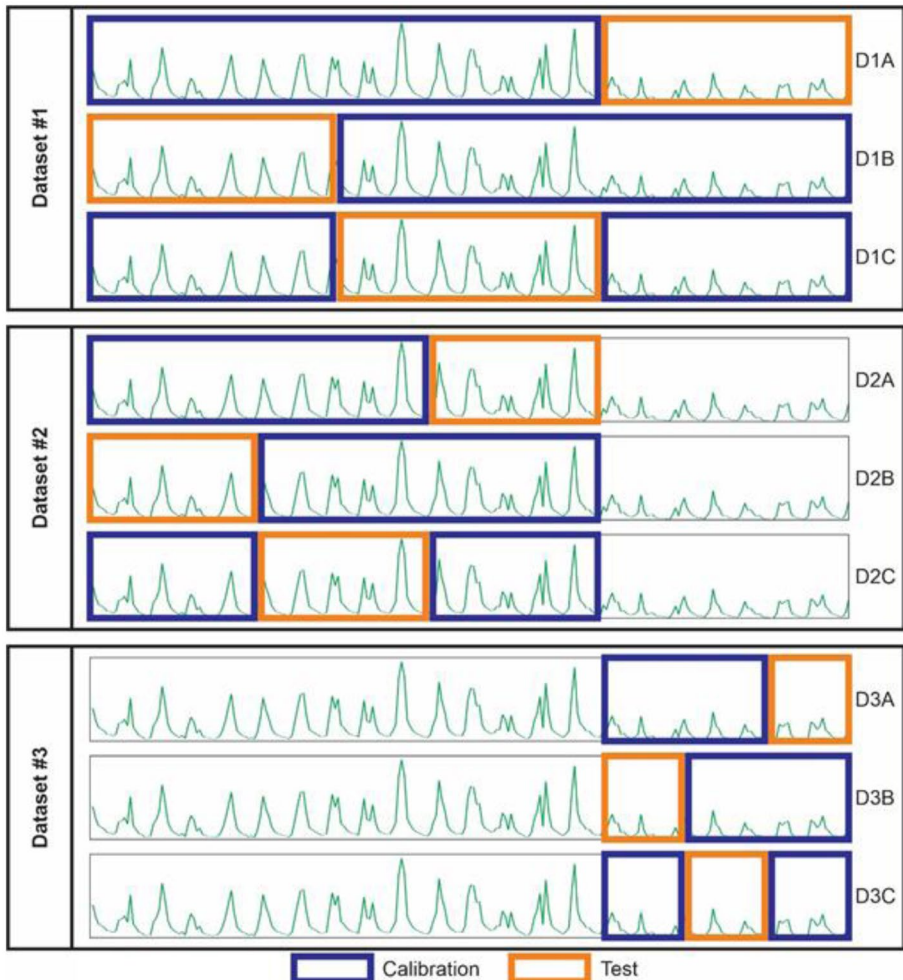 Dataset #1
D1A
D1B
D1C
Dataset #2
D2A
D2B
D2C
Dataset #3
D3A
D3B
D3C
Calibration
Test